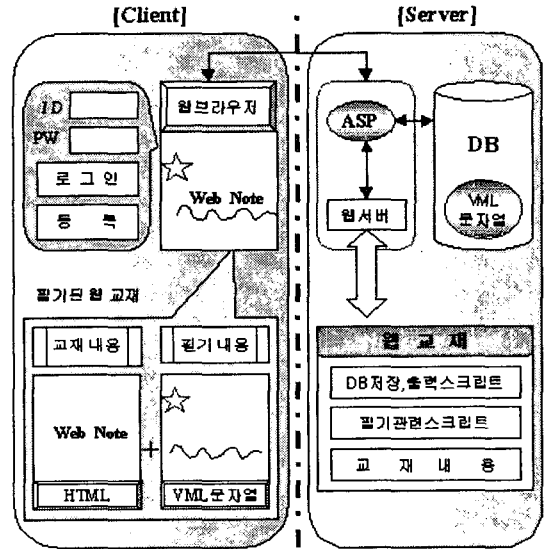 [Client]
[Server]
ID
PW
로그인
등 록
웹브라우저
Web Note
ASP
웹서버
DB
VML
문자열
필기된 웹 교재
교재내용
필기내용
Web Note
+
HTML
VML문자열
웹 교 재
DB저장,출력스크립트
필기관련스크립트
교 재 내 용